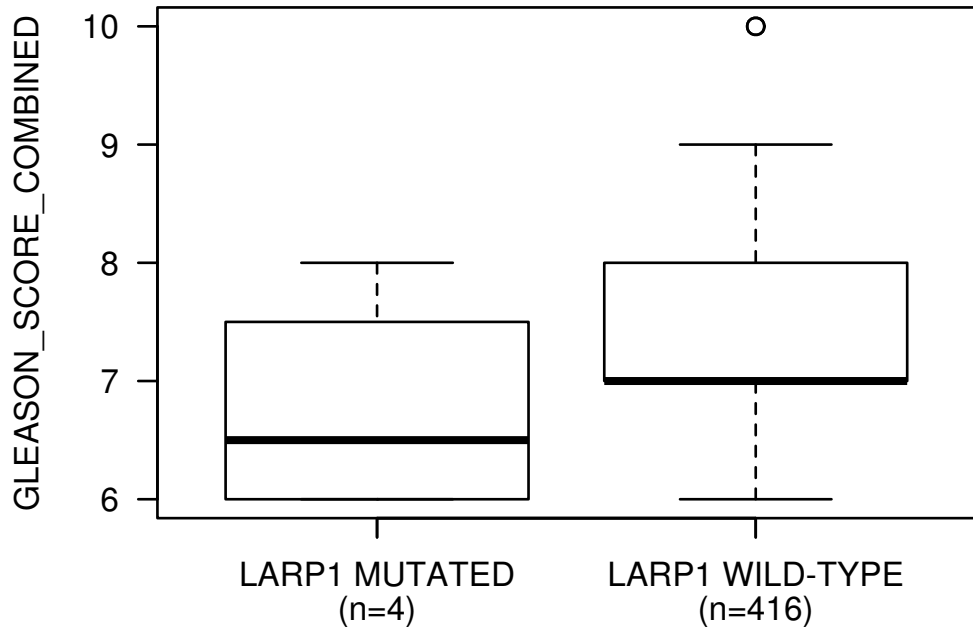 GLEASON_SCORE_COMBINED
10
9
8
7
6
LARP1 MUTATED
(n=4)
LARP1 WILD-TYPE
(n=416)